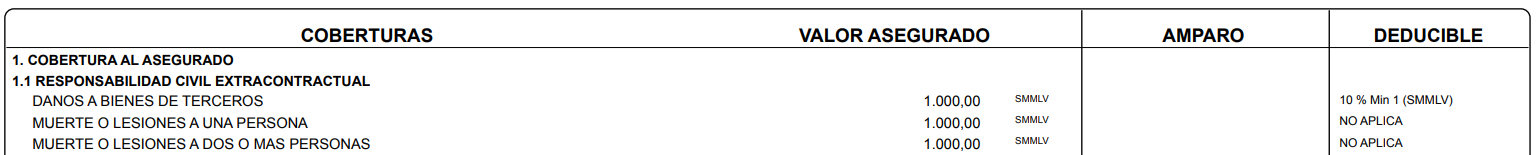 COBERTURAS VALOR ASEGURADO AMPARO DEDUCIBLE
1. COBERTURA AL ASEGURADO
1.1 RESPONSABILIDAD CIVIL EXTRACONTRACTUAL
DANOS A BIENES DE TERCEROS 1.000,00 SMMLV 10 % Min 1 (SMMLV)
MUERTE O LESIONES A UNA PERSONA 1.000,00 SMMLV NO APLICA
MUERTE O LESIONES A DOS O MAS PERSONAS 1.000,00 SMMLV NO APLICA